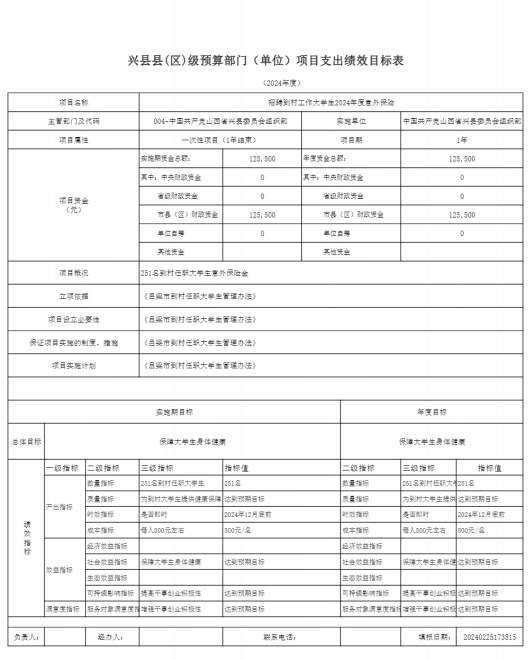 兴县县(区)级预算部门（单位）项目支出绩效目标表
（2024年度）
项目名称 招聘到村工作大学生2024年度意外保险
主管部门及代码 004-中国共产党山西省兴县委员会组织部 实施单位 中国共产党山西省兴县委员会组织部
项目属性 一次性项目（1年结束） 项目期 1年
项目资金（元） 实施期资金总额： 125,500 年度资金总额： 125,500
其中：中央财政资金 0 其中：中央财政资金 0
省级财政资金 0 省级财政资金 0
市县（区）财政资金 125,500 市县（区）财政资金 125,500
单位自筹 0 单位自筹 0
其他资金 其他资金
项目概况 251名到村任职大学生意外保险金
立项依据 《吕梁市到村任职大学生管理办法》
项目设立必要性 《吕梁市到村任职大学生管理办法》
保证项目实施的制度、措施 《吕梁市到村任职大学生管理办法》
项目实施计划 《吕梁市到村任职大学生管理办法》
实施期目标 年度目标
总体目标 保障大学生身体健康 保障大学生身体健康
绩效指标 一级指标 二级指标 三级指标 指标值 二级指标 三级指标 指标值
产出指标 数量指标 251名到村任职大学生 251名 数量指标 251名到村任职大 251名
质量指标 为到村大学生提供健康保障 达到预期目标 质量指标 为到村大学生提供 达到预期目标
时效指标 是否即时 2024年12月底前 时效指标 是否即时 2024年12月底前
成本指标 每人500元左右 500元/名 成本指标 每人500元左右 500元/名
效益指标 经济效益指标 经济效益指标
社会效益指标 保障大学生身体健康 达到预期目标 社会效益指标 保障大学生身体健 达到预期目标
生态效益指标 生态效益指标
可持续影响指标 提高干事创业积极性 达到预期目标 可持续影响指标 提高干事创业积极 达到预期目标
满意度指标 服务对象满意度指 增强干事创业积极性 达到预期目标 服务对象满意度指标 增强干事创业积极 达到预期目标
负责人： 经办人： 联系电话： 填报日期： 20240228173815